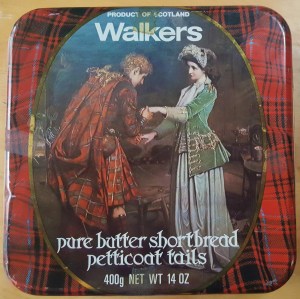 PRODUCT OF SCOTLAND
Walkers
pure butter shortbread
petticoat tails
400g NET WT 14 OZ